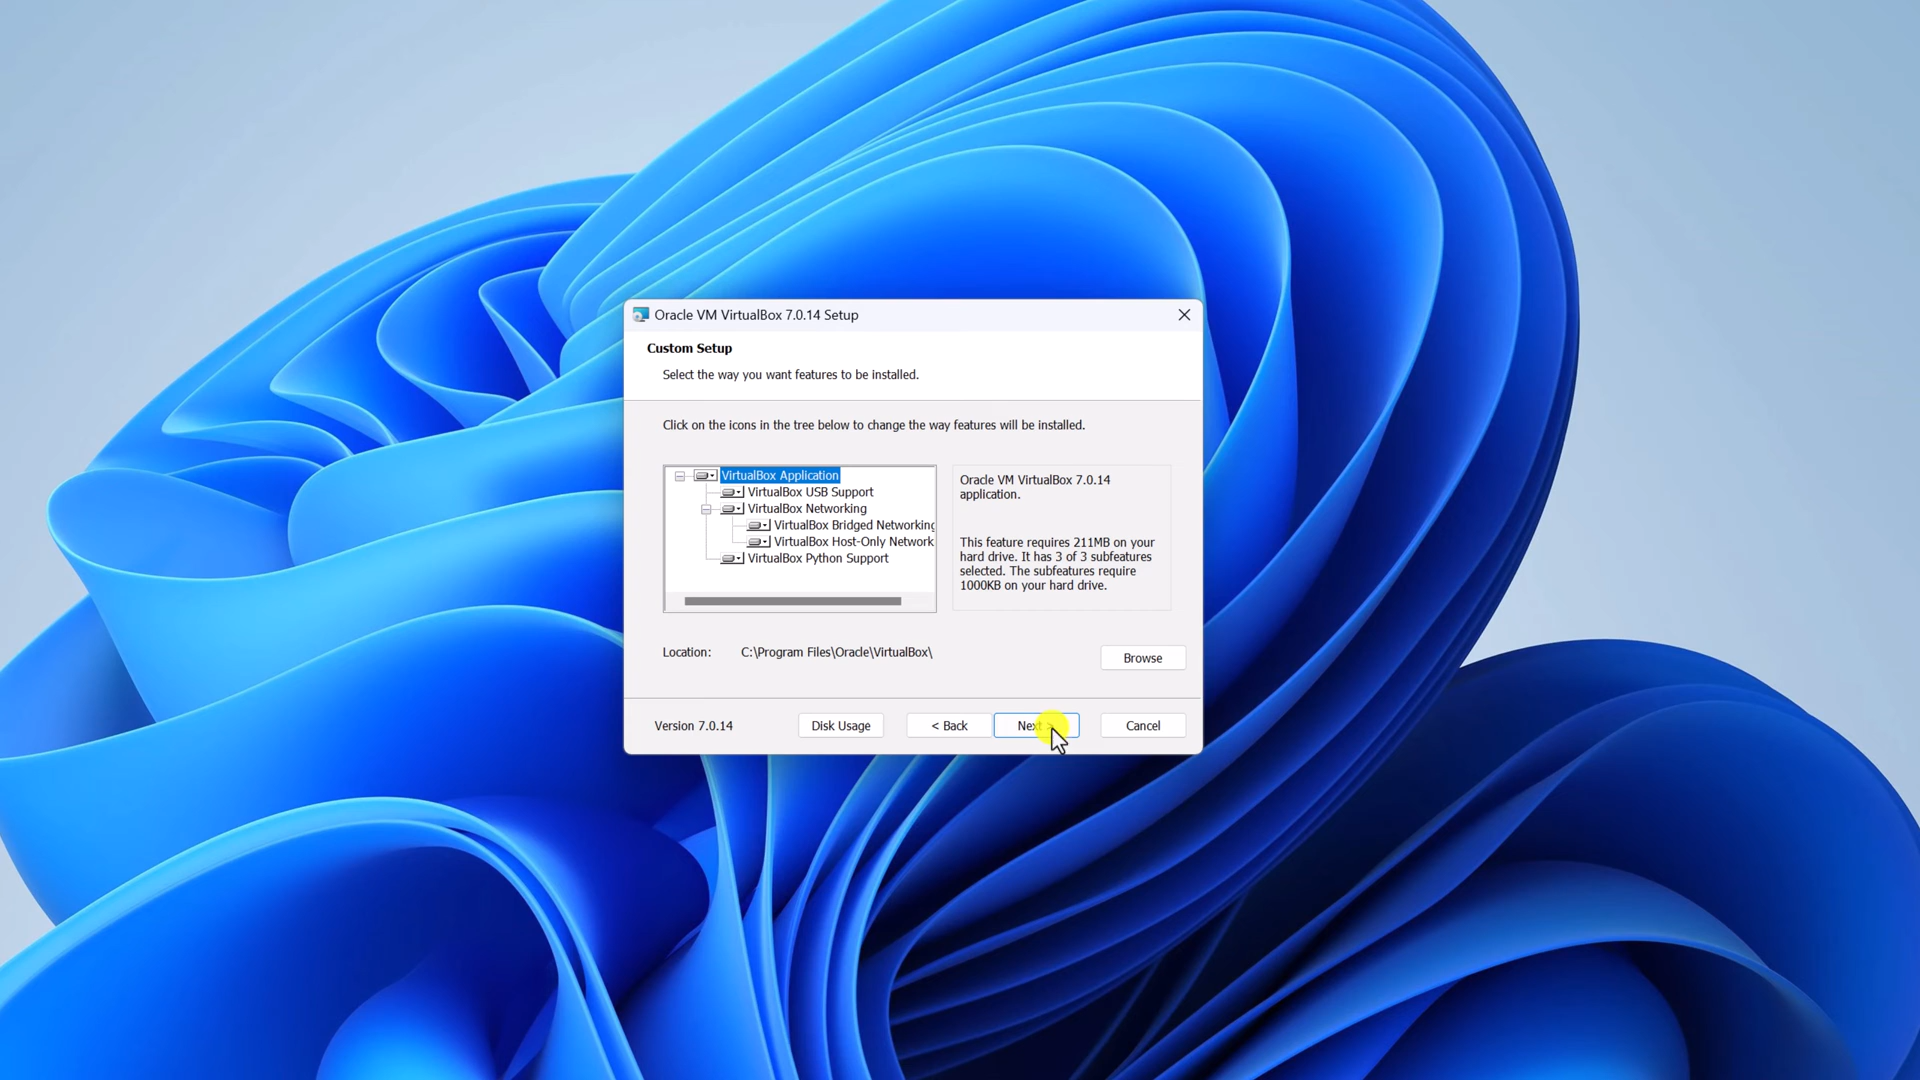 Oracle VM VirtualBox 7.0.14 Setup
Custom Setup
Select the way you want features to be installed.
Click on the icons in the tree below to change the way features will be installed.
VirtualBox Application
VirtualBox USB Support
VirtualBox Networking
VirtualBox Bridged Networking
VirtualBox Host-Only Network
VirtualBox Python Support
Oracle VM VirtualBox 7.0.14
application.
This feature requires 211MB on your
hard drive. It has 3 of 3 subfeatures
selected. The subfeatures require
1000KB on your hard drive.
Location: C:\Program Files\Oracle\VirtualBox\
Browse
Version 7.0.14
Disk Usage
< Back
Next >
Cancel